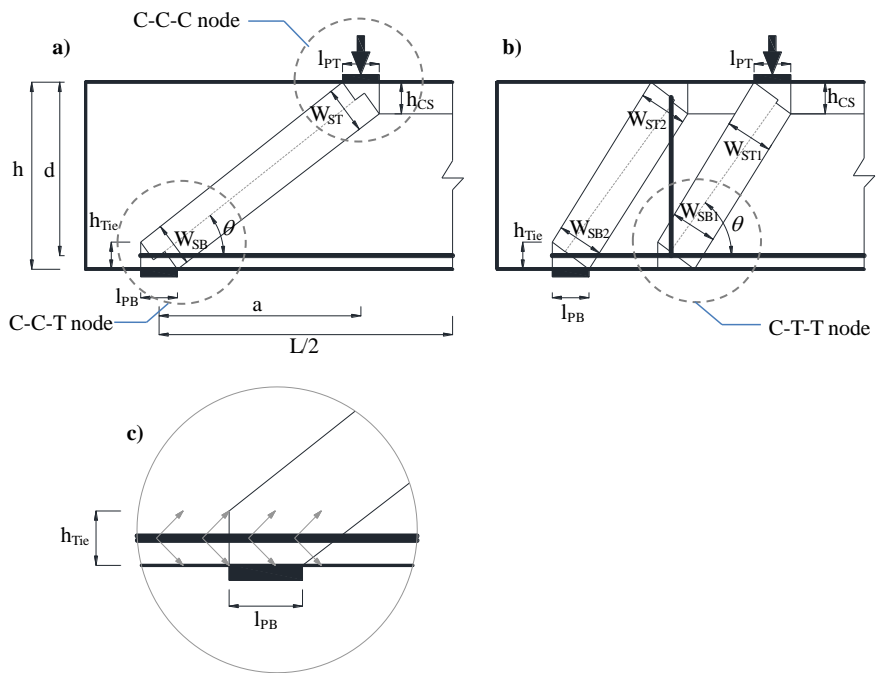 C-C-C node
a)
l_PT
h_CS
W_ST
h
d
h_Tie
W_SB
θ
l_PB
a
L/2
C-C-T node
b)
l_PT
h_CS
W_ST2
W_ST1
h_Tie
W_SB2
W_SB1
θ
l_PB
C-T-T node
c)
h_Tie
l_PB